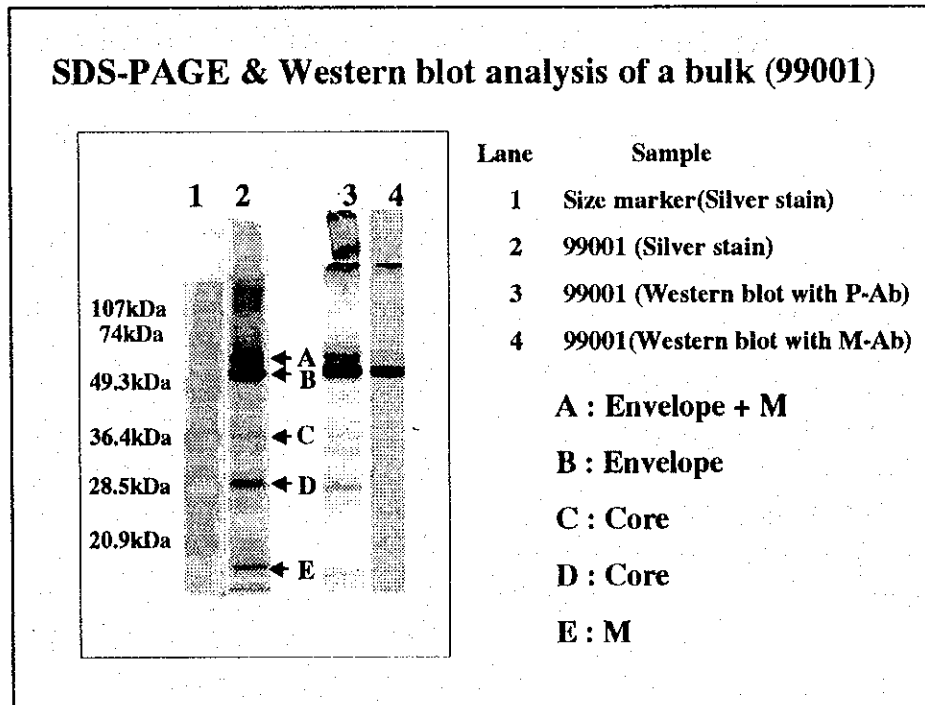 SDS-PAGE & Western blot analysis of a bulk (99001)
1 2 3 4
107kDa
74kDa
49.3kDa
36.4kDa
28.5kDa
20.9kDa
A
B
C
D
E
Lane Sample
1 Size marker(Silver stain)
2 99001 (Silver stain)
3 99001 (Western blot with P-Ab)
4 99001(Western blot with M-Ab)
A : Envelope + M
B : Envelope
C : Core
D : Core
E : M